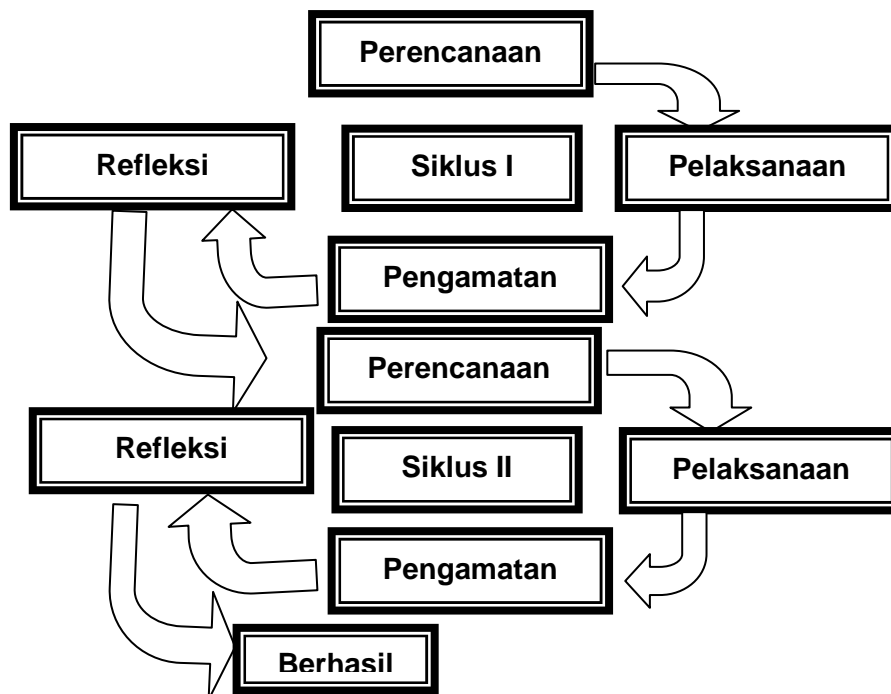 Perencanaan
Refleksi
Siklus I
Pelaksanaan
Pengamatan
Perencanaan
Refleksi
Siklus II
Pelaksanaan
Pengamatan
Berhasil